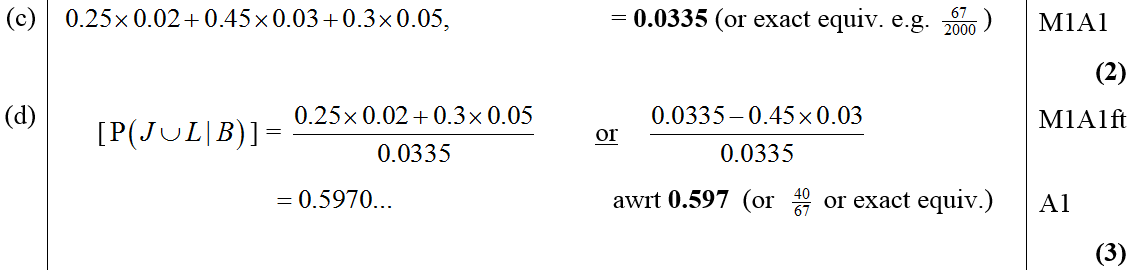 (c) 0.25×0.02+0.45×0.03+0.3×0.05, = 0.0335 (or exact equiv. e.g. 67/2000 ) M1A1
(2)
(d) [P(J∪L|B)] = (0.25×0.02+0.3×0.05)/0.0335 or (0.0335−0.45×0.03)/0.0335 M1A1ft
= 0.5970... awrt 0.597 (or 40/67 or exact equiv.) A1
(3)